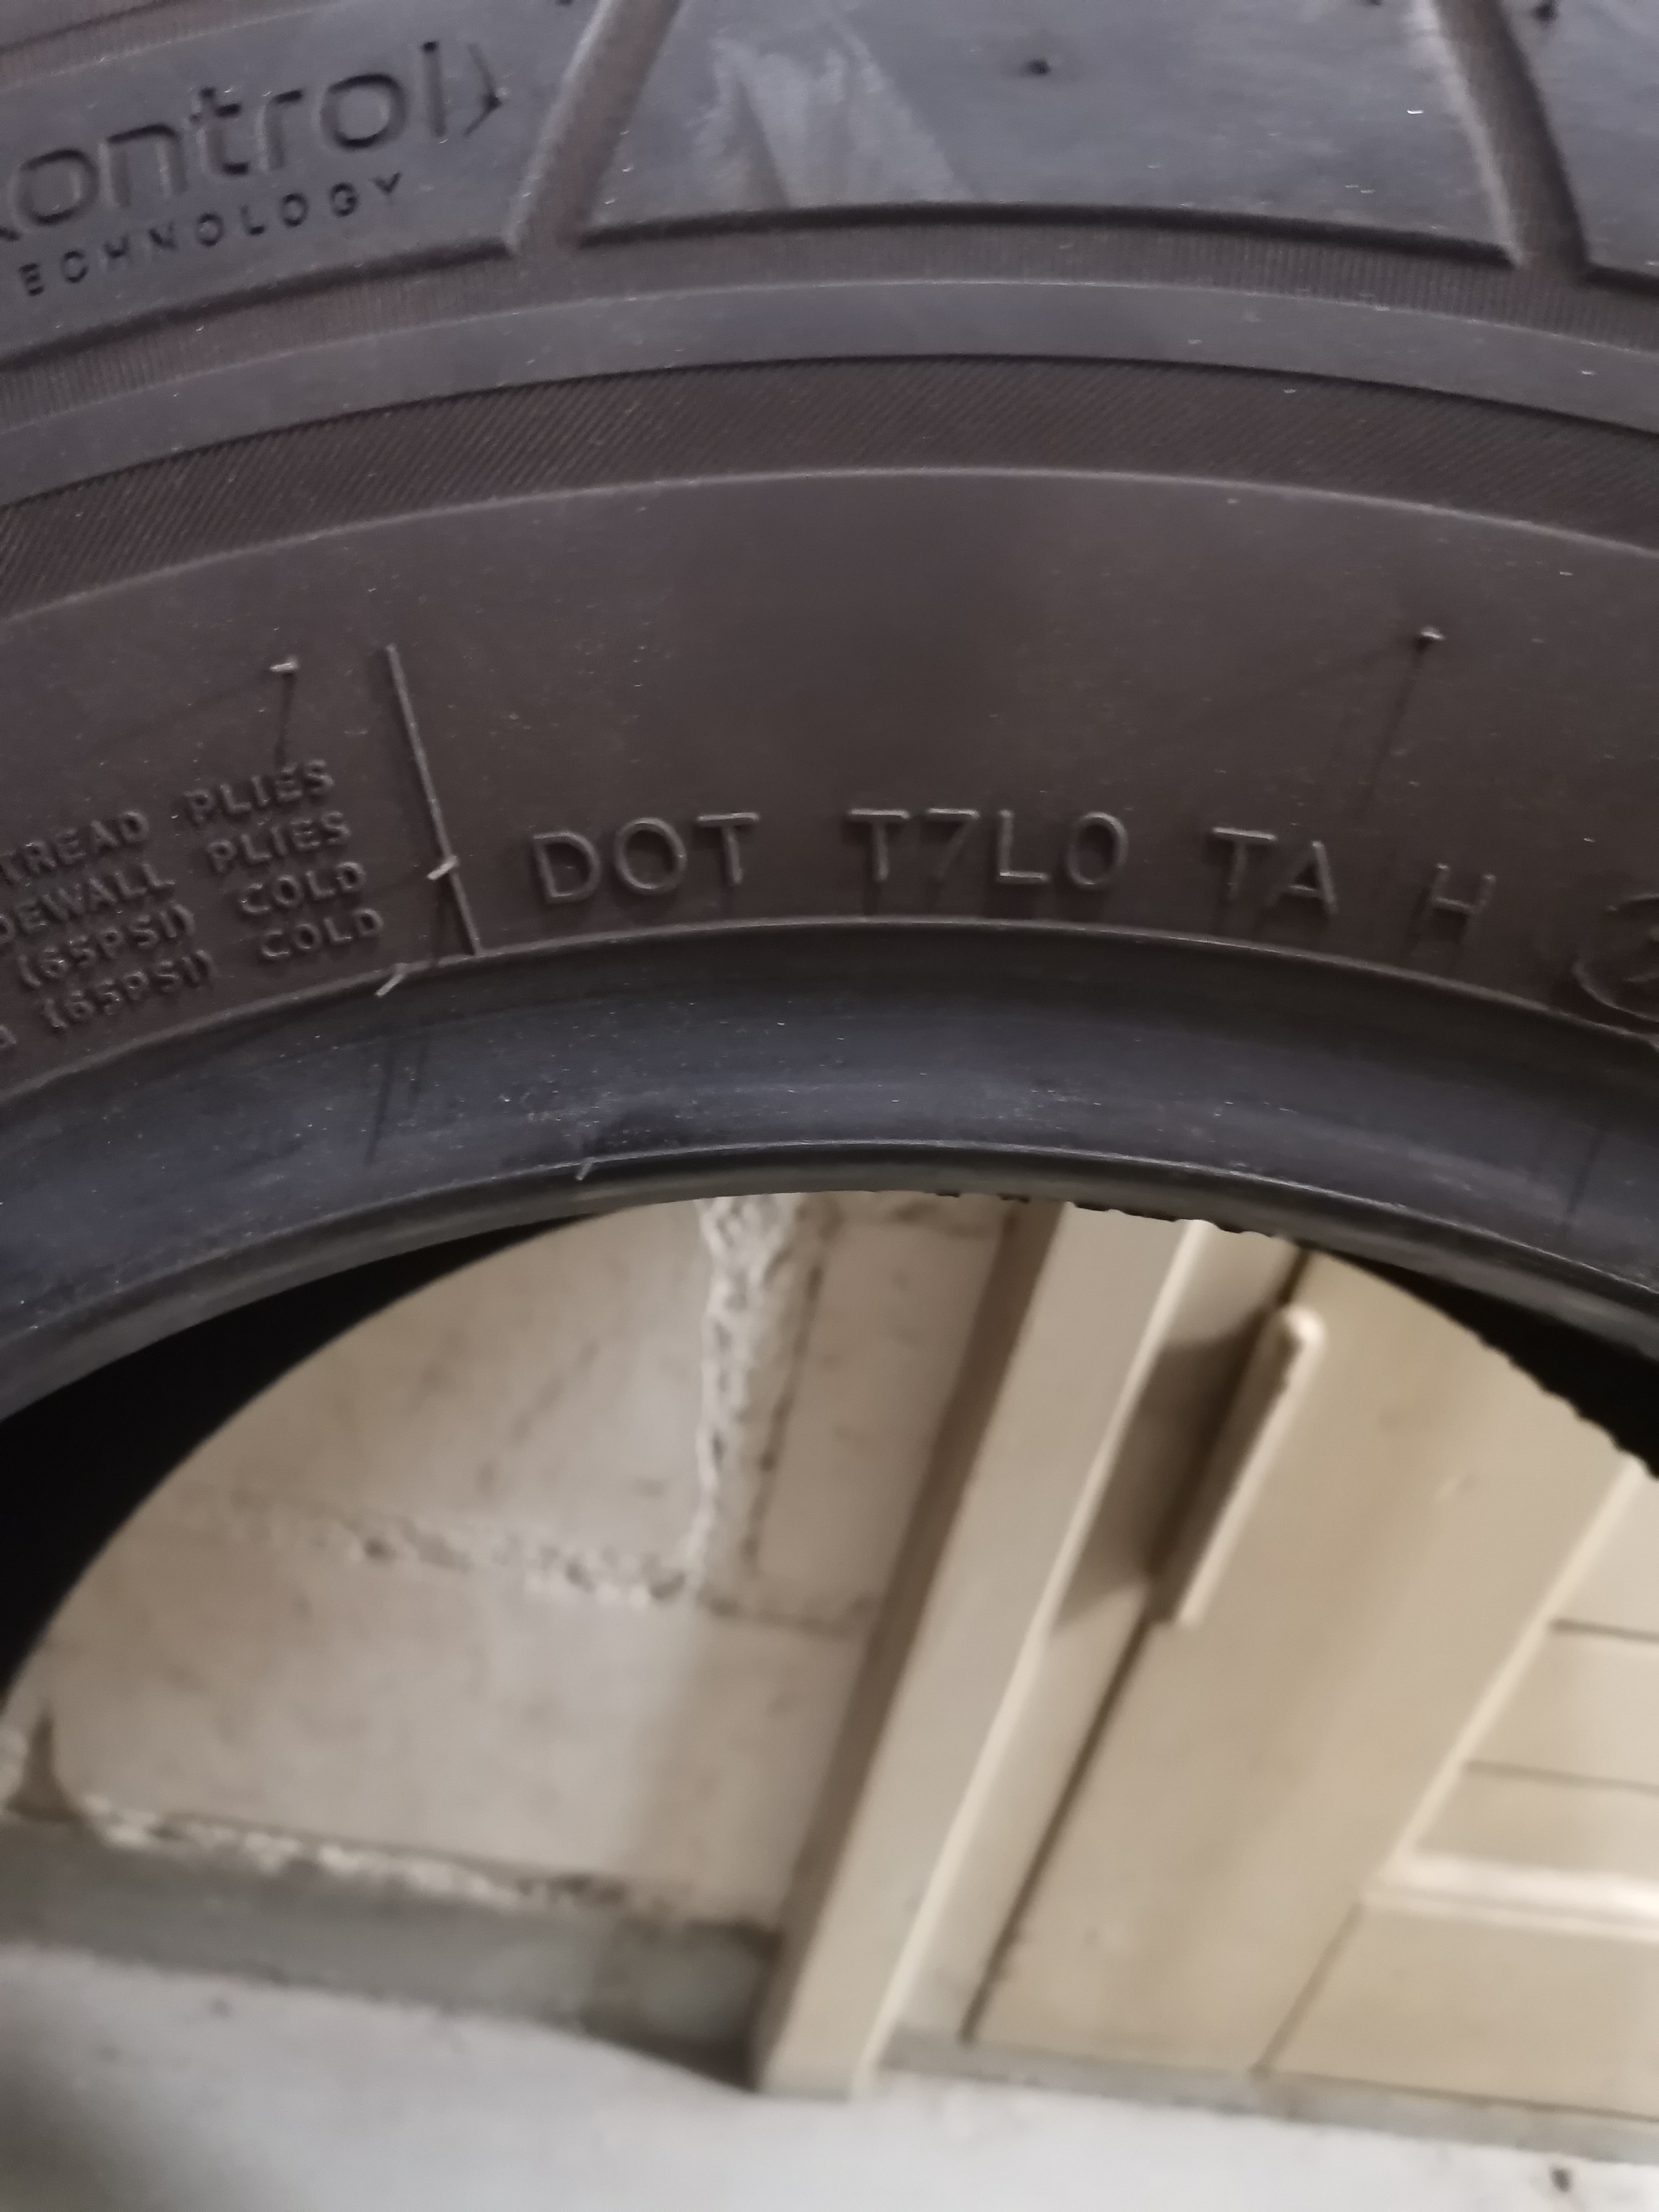 ontrol
ECHNOLOGY
TREAD PLIES
DEWALL PLIES
(65PSI) COLD
(65PSI) COLD
DOT T7L0 TA H